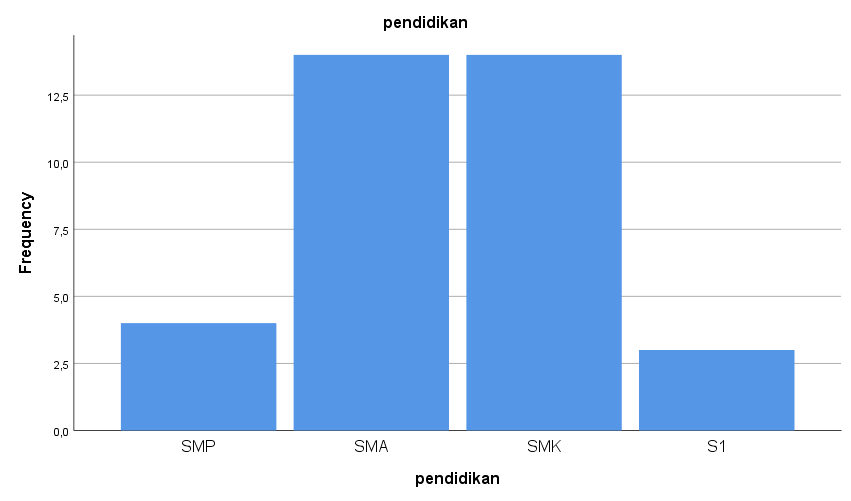 pendidikan
Frequency
12,5
10,0
7,5
5,0
2,5
0,0
SMP SMA SMK S1
pendidikan